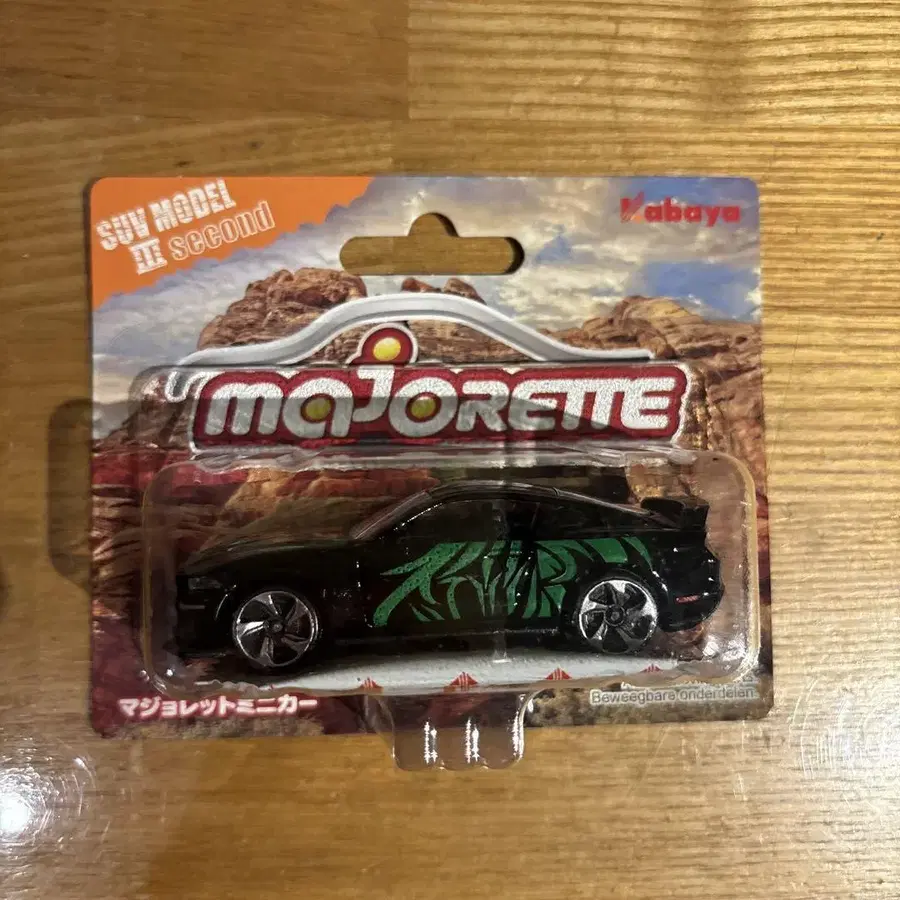 SUV MODEL
III second
Kabaya
MAJORETTE
マジョレットミニカー
Beweegbare onderdelen.